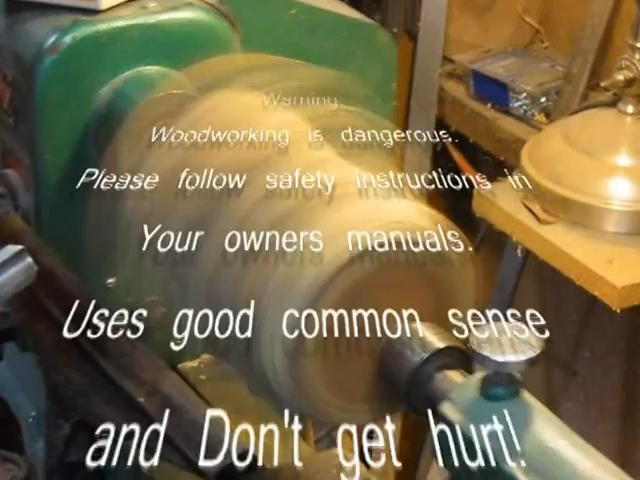 Warning.
Woodworking is dangerous.
Please follow safety instructions in
Your owners manuals.
Uses good common sense
and Don't get hurt!